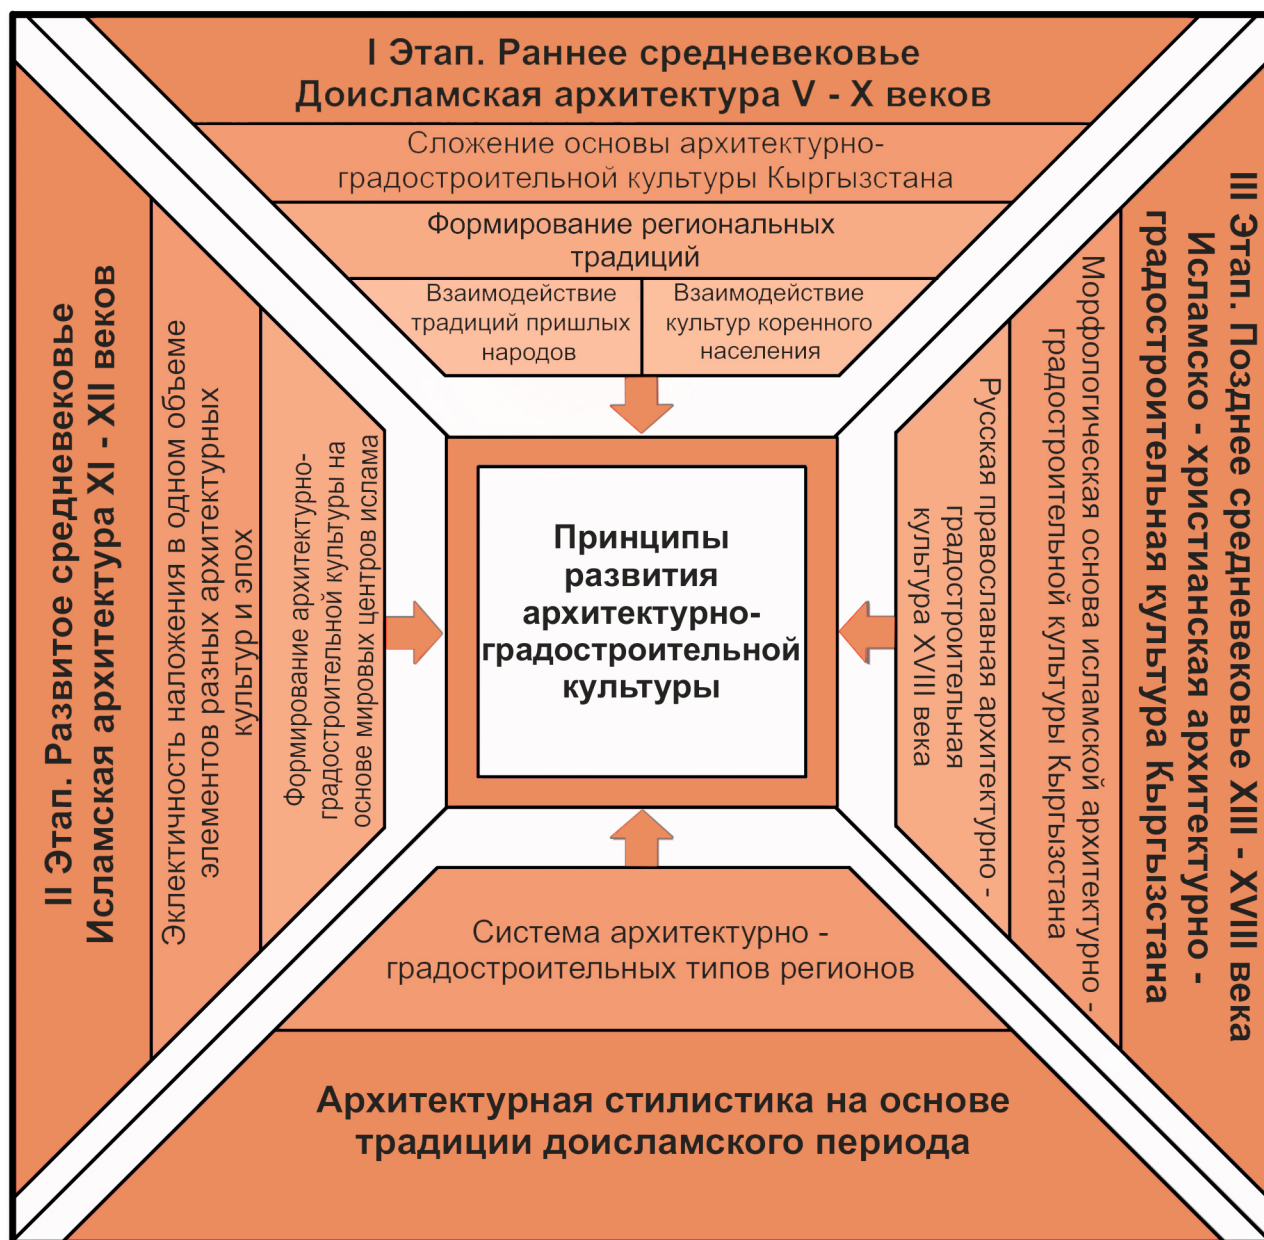 I Этап. Раннее средневековье
Доисламская архитектура V - X веков
Сложение основы архитектурно-
градостроительной культуры Кыргызстана
Формирование региональных
традиций
Взаимодействие
традиций пришлых
народов
Взаимодействие
культур коренного
населения
II Этап. Развитое средневековье
Исламская архитектура XI - XII веков
Эклектичность наложения в одном объеме
элементов разных архитектурных
культур и эпох
Формирование архитектурно-
градостроительной культуры на
основе мировых центров ислама
Принципы
развития
архитектурно-
градостроительной
культуры
Русская православная архитектурно -
градостроительная
культура XVIII века
Морфологическая основа исламской архитектурно -
градостроительной культуры Кыргызстана
III Этап. Позднее средневековье XIII - XVIII века
Исламско - христианская архитектурно -
градостроительная культура Кыргызстана
Система архитектурно -
градостроительных типов регионов
Архитектурная стилистика на основе
традиции доисламского периода